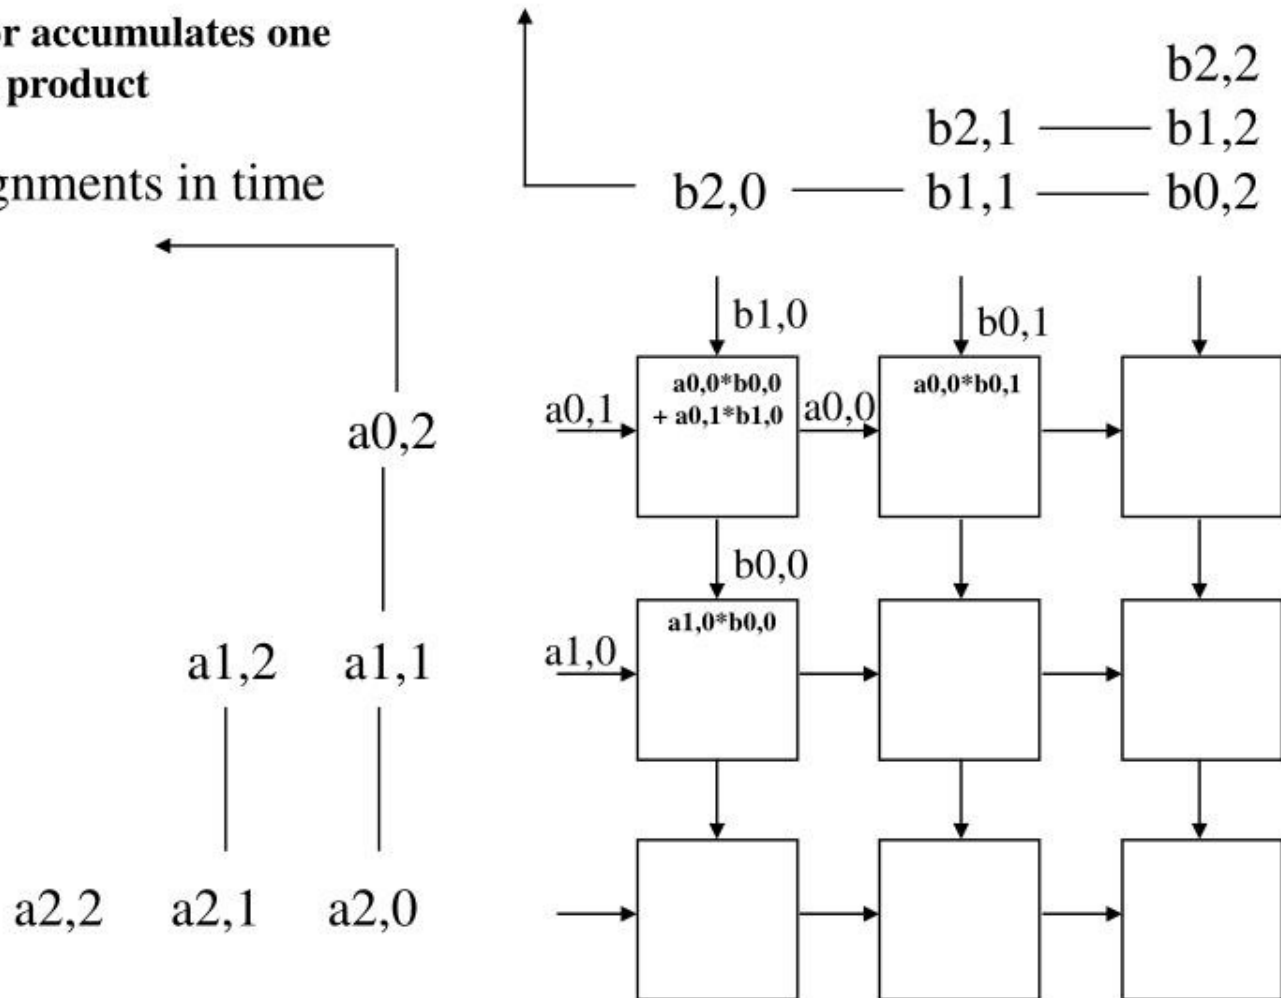 or accumulates one
product
gnments in time
b2,2
b2,1 b1,2
b2,0 b1,1 b0,2
b1,0 b0,1
a0,2
a0,1
a0,0*b0,0
+ a0,1*b1,0
a0,0
a0,0*b0,1
b0,0
a1,2 a1,1
a1,0
a1,0*b0,0
a2,2 a2,1 a2,0